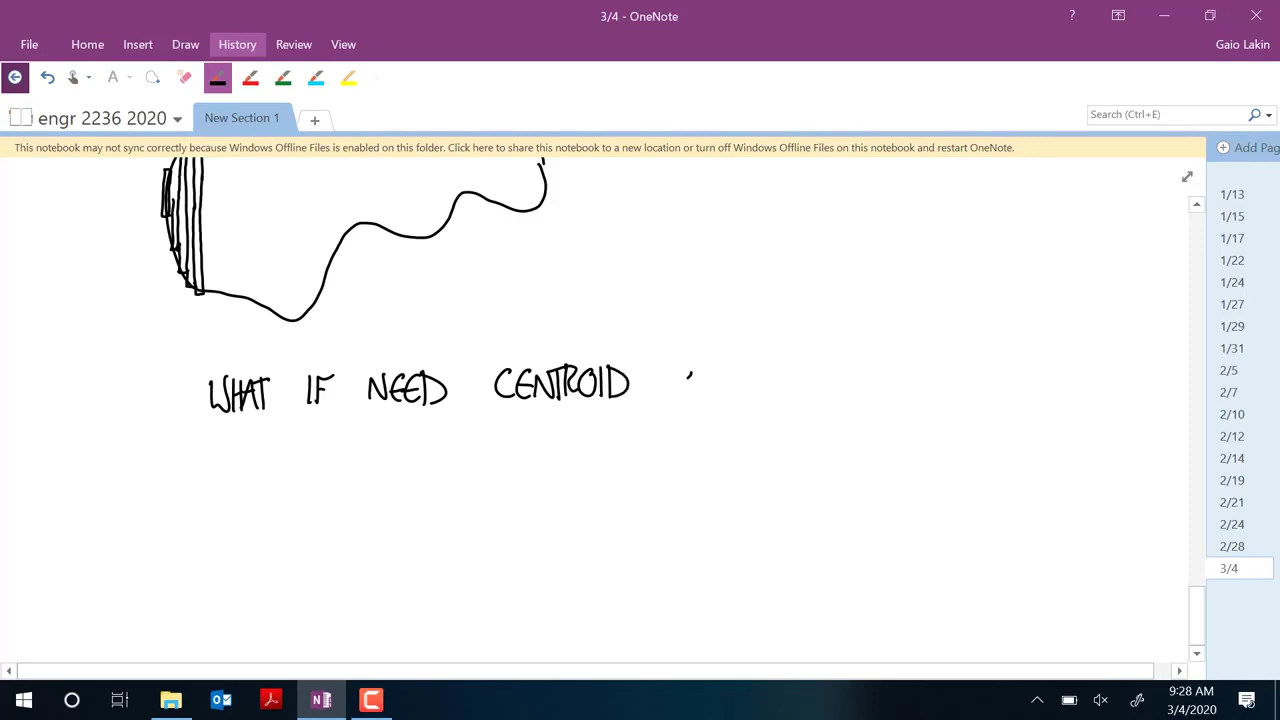 3/4 - OneNote
?
File Home Insert Draw History Review View
Gaio Lakin
A
engr 2236 2020
New Section 1
+
Search (Ctrl+E)
This notebook may not sync correctly because Windows Offline Files is enabled on this folder. Click here to share this notebook to a new location or turn off Windows Offline Files on this notebook and restart OneNote.
+ Add Pag
1/13
1/15
1/17
1/22
1/24
1/27
1/29
1/31
2/5
2/7
2/10
2/12
2/14
2/19
2/21
2/24
2/28
3/4
WHAT IF NEED CENTROID
9:28 AM
3/4/2020